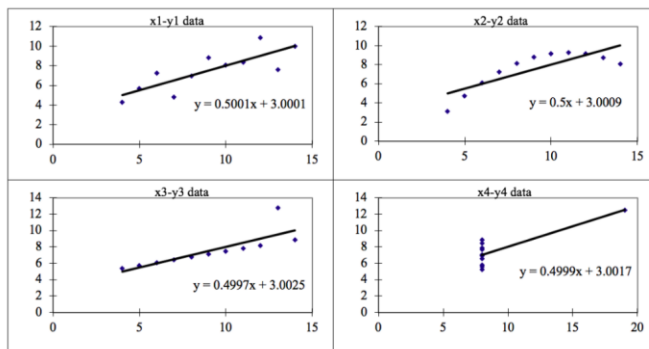 x1-y1 data
12
10
8
6
4
2
0
y = 0.5001x + 3.0001
0 5 10 15
x2-y2 data
12
10
8
6
4
2
0
y = 0.5x + 3.0009
0 5 10 15
x3-y3 data
14
12
10
8
6
4
2
0
y = 0.4997x + 3.0025
0 5 10 15
x4-y4 data
14
12
10
8
6
4
2
0
y = 0.4999x + 3.0017
0 5 10 15 20